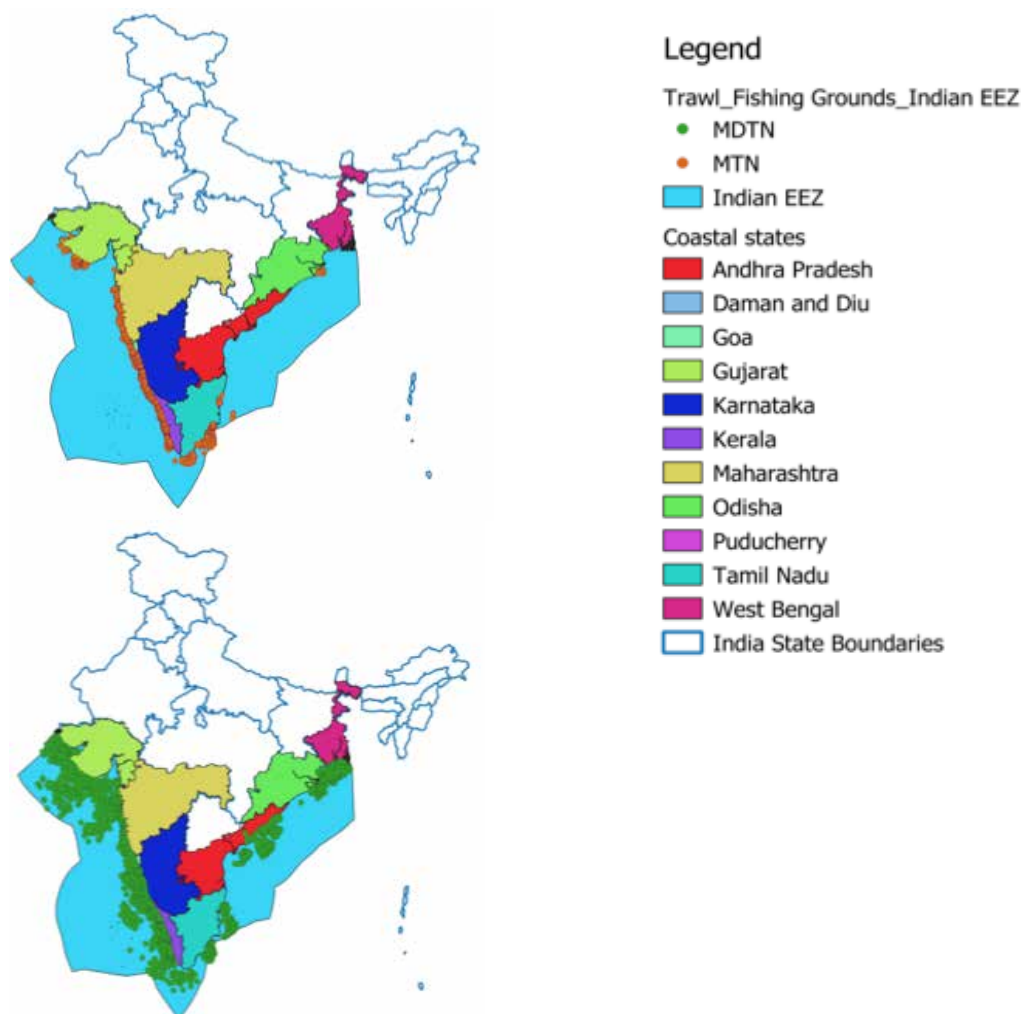 Legend
Trawl_Fishing Grounds_Indian EEZ
MDTN
MTN
Indian EEZ
Coastal states
Andhra Pradesh
Daman and Diu
Goa
Gujarat
Karnataka
Kerala
Maharashtra
Odisha
Puducherry
Tamil Nadu
West Bengal
India State Boundaries